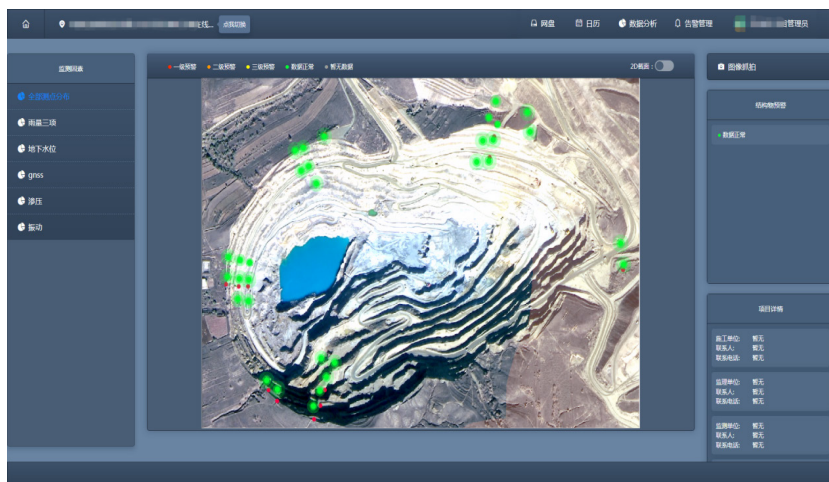 在线...
点我切换
网盘
日历
数据分析
告警管理
管理员
监测因素
全部测点分析
雨量三项
地下水位
gnss
渗压
振动
一级预警 二级预警 三级预警 数据正常 暂无数据
2D截面：
图像抓拍
结构物预警
数据正常
项目详情
施工单位: 暂无
联系人: 暂无
联系电话: 暂无
监理单位: 暂无
联系人: 暂无
联系电话: 暂无
监测单位: 暂无
联系人: 暂无
联系电话: 暂无